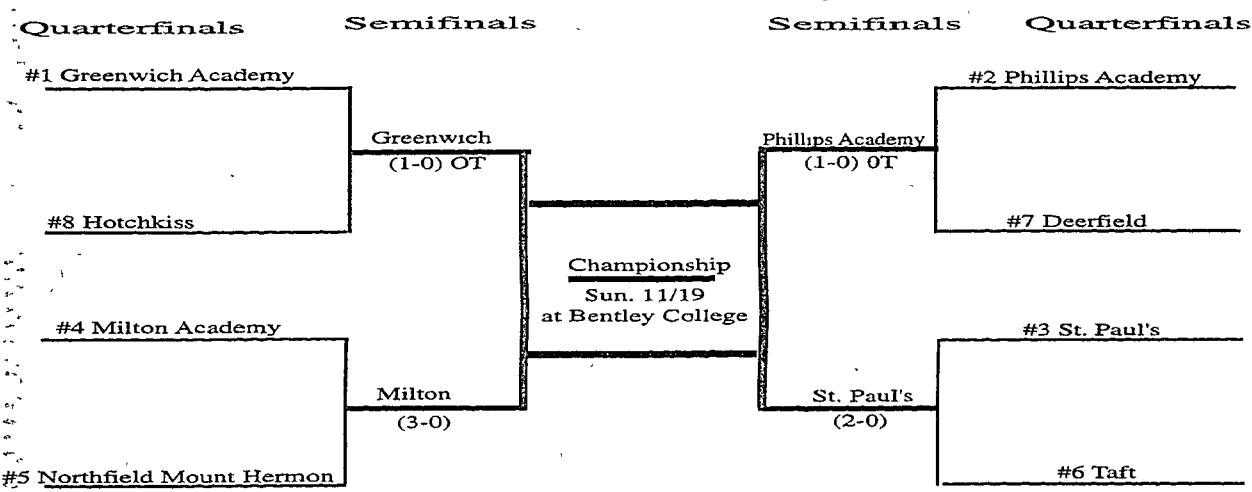 Quarterfinals
Semifinals
Semifinals
Quarterfinals
#1 Greenwich Academy
#2 Phillips Academy
Greenwich
(1-0) OT
Phillips Academy
(1-0) 0T
#8 Hotchkiss
#7 Deerfield
Championship
Sun. 11/19
at Bentley College
#4 Milton Academy
#3 St. Paul's
Milton
(3-0)
St. Paul's
(2-0)
#5 Northfield Mount Hermon
#6 Taft